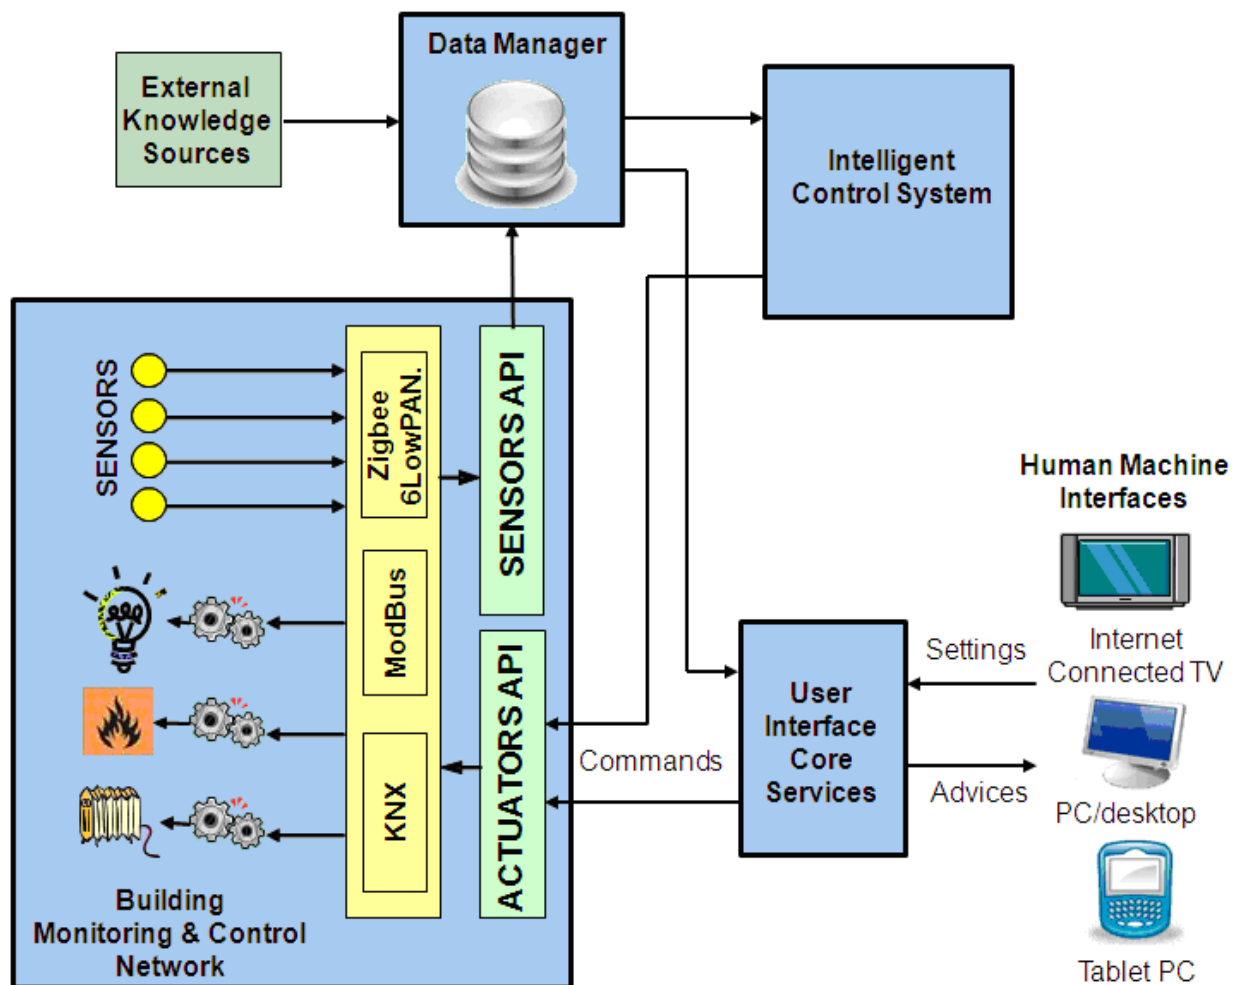 Data Manager
External
Knowledge
Sources
Intelligent
Control System
SENSORS
Zigbee
6LowPAN.
SENSORS API
ModBus
KNX
ACTUATORS API
Building
Monitoring & Control
Network
Commands
User
Interface
Core
Services
Settings
Advices
Human Machine
Interfaces
Internet
Connected TV
PC/desktop
Tablet PC